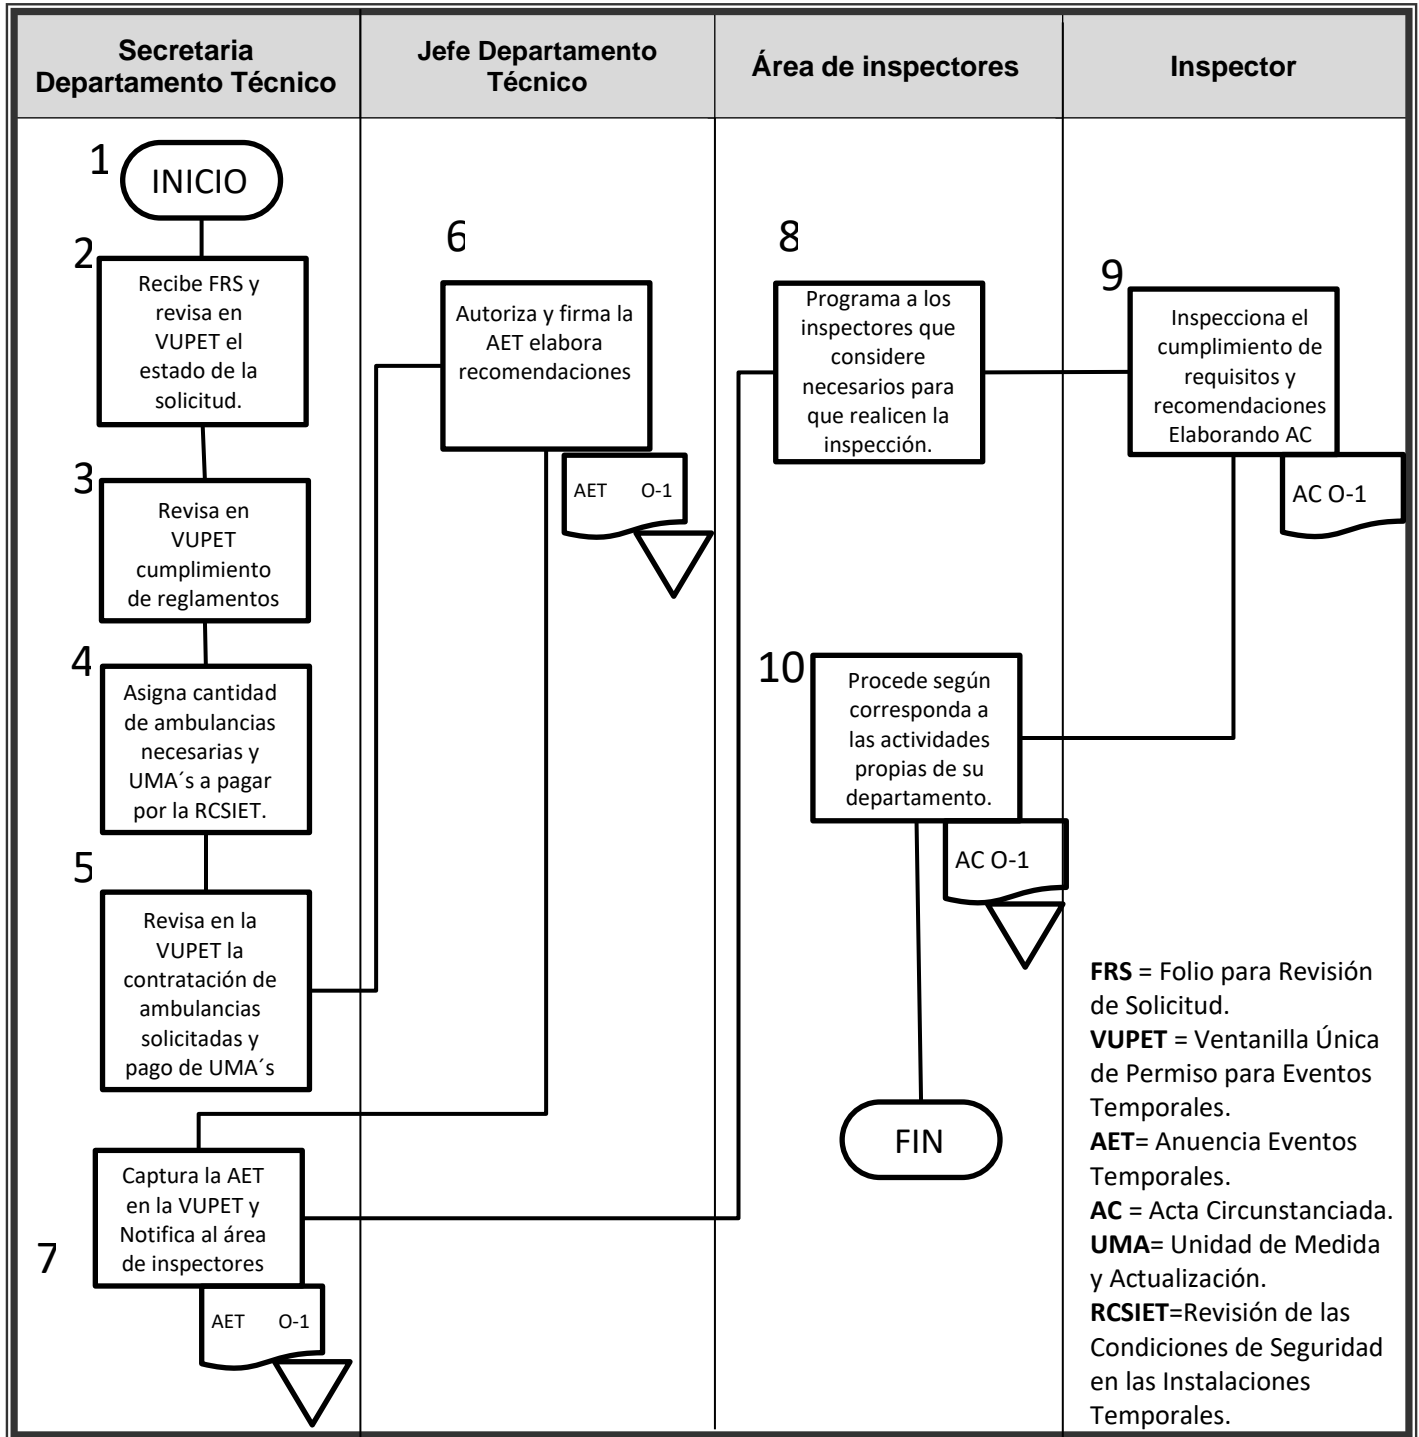 Secretaria
Departamento Técnico
Jefe Departamento
Técnico
Área de inspectores
Inspector
1
INICIO
2
Recibe FRS y
revisa en
VUPET el
estado de la
solicitud.
3
Revisa en
VUPET
cumplimiento
de reglamentos
4
Asigna cantidad
de ambulancias
necesarias y
UMA´s a pagar
por la RCSIET.
5
Revisa en la
VUPET la
contratación de
ambulancias
solicitadas y
pago de UMA´s
6
Autoriza y firma la
AET elabora
recomendaciones
AET O-1
7
Captura la AET
en la VUPET y
Notifica al área
de inspectores
AET O-1
8
Programa a los
inspectores que
considere
necesarios para
que realicen la
inspección.
9
Inspecciona el
cumplimiento de
requisitos y
recomendaciones
Elaborando AC
AC O-1
10
Procede según
corresponda a
las actividades
propias de su
departamento.
AC O-1
FIN
FRS = Folio para Revisión
de Solicitud.
VUPET = Ventanilla Única
de Permiso para Eventos
Temporales.
AET= Anuencia Eventos
Temporales.
AC = Acta Circunstanciada.
UMA= Unidad de Medida
y Actualización.
RCSIET=Revisión de las
Condiciones de Seguridad
en las Instalaciones
Temporales.